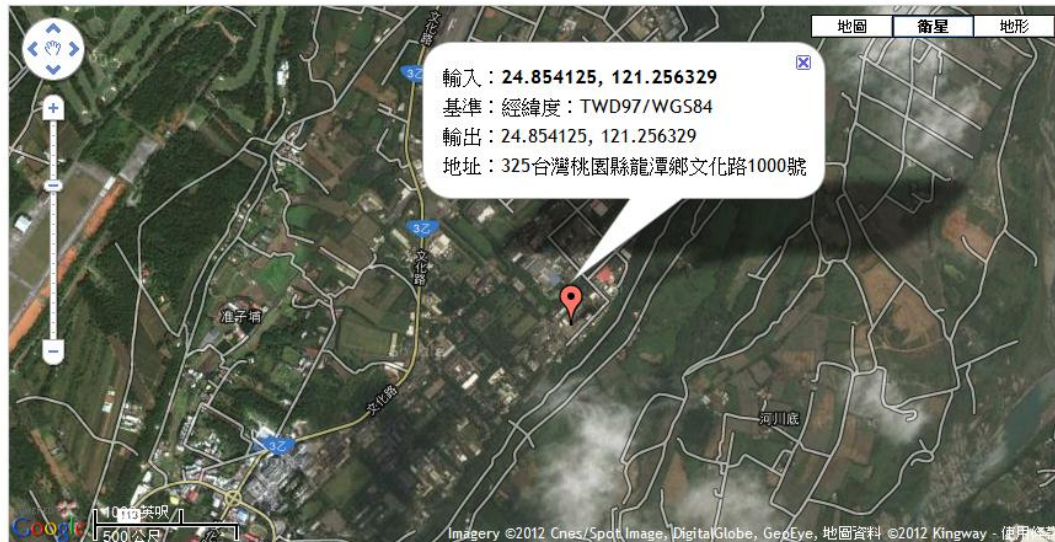 地圖 衛星 地形
輸入：24.854125, 121.256329
基準：經緯度：TWD97/WGS84
輸出：24.854125, 121.256329
地址：325台灣桃園縣龍潭鄉文化路1000號
文化路
3乙
3乙
文化路
淮子埔
文化路
河川底
3乙
113
500 公尺
Google
Imagery ©2012 Cnes/Spot Image, DigitalGlobe, GeoEye, 地圖資料 ©2012 Kingway -